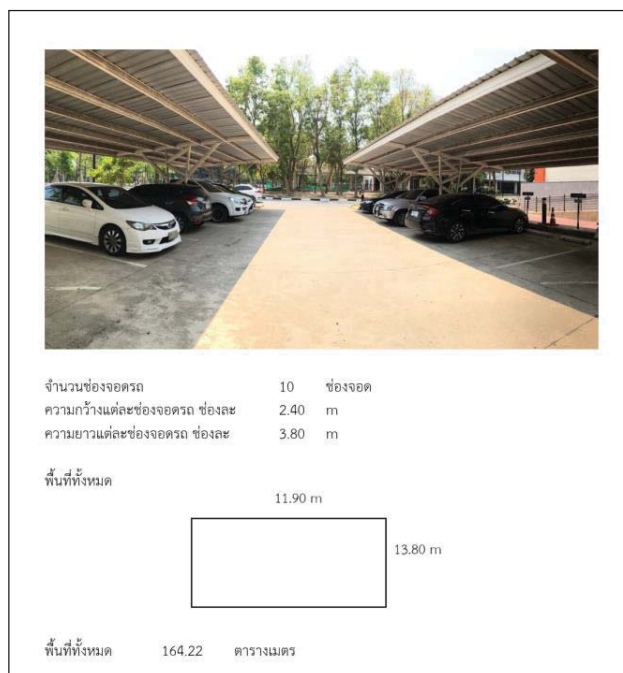 จำนวนช่องจอดรถ 10 ช่องจอด
ความกว้างแต่ละช่องจอดรถ ช่องละ 2.40 m
ความยาวแต่ละช่องจอดรถ ช่องละ 3.80 m
พื้นที่ทั้งหมด
11.90 m
13.80 m
พื้นที่ทั้งหมด 164.22 ตารางเมตร